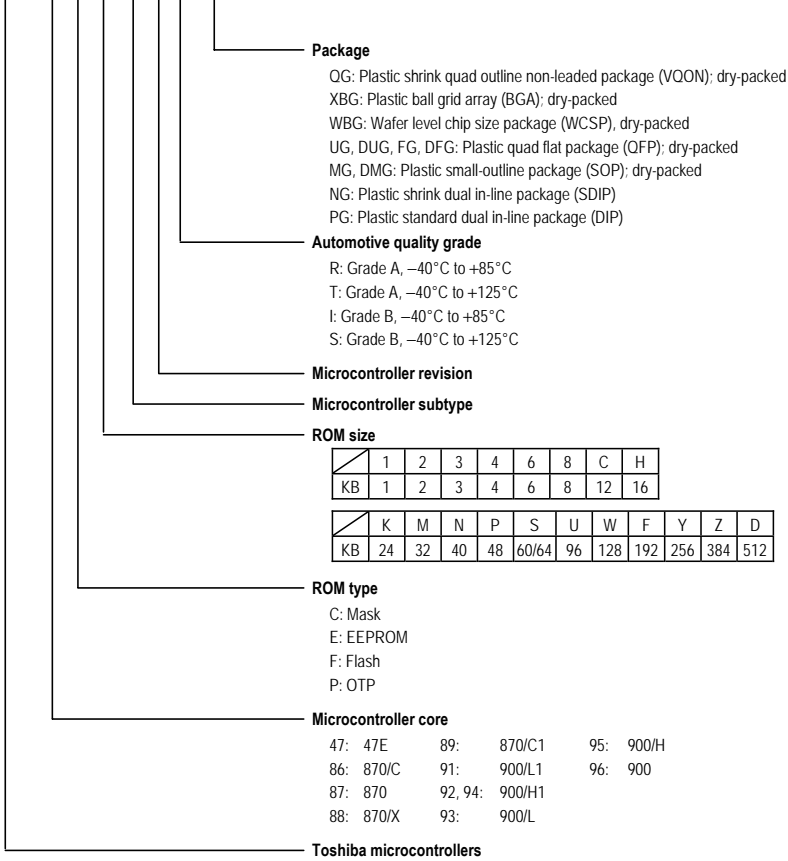 Package
QG: Plastic shrink quad outline non-leaded package (VQON); dry-packed
XBG: Plastic ball grid array (BGA); dry-packed
WBG: Wafer level chip size package (WCSP), dry-packed
UG, DUG, FG, DFG: Plastic quad flat package (QFP); dry-packed
MG, DMG: Plastic small-outline package (SOP); dry-packed
NG: Plastic shrink dual in-line package (SDIP)
PG: Plastic standard dual in-line package (DIP)
Automotive quality grade
R: Grade A, –40°C to +85°C
T: Grade A, –40°C to +125°C
I: Grade B, –40°C to +85°C
S: Grade B, –40°C to +125°C
Microcontroller revision
Microcontroller subtype
ROM size
1 2 3 4 6 8 C H
KB 1 2 3 4 6 8 12 16
K M N P S U W F Y Z D
KB 24 32 40 48 60/64 96 128 192 256 384 512
ROM type
C: Mask
E: EEPROM
F: Flash
P: OTP
Microcontroller core
47: 47E 89: 870/C1 95: 900/H
86: 870/C 91: 900/L1 96: 900
87: 870 92, 94: 900/H1
88: 870/X 93: 900/L
Toshiba microcontrollers